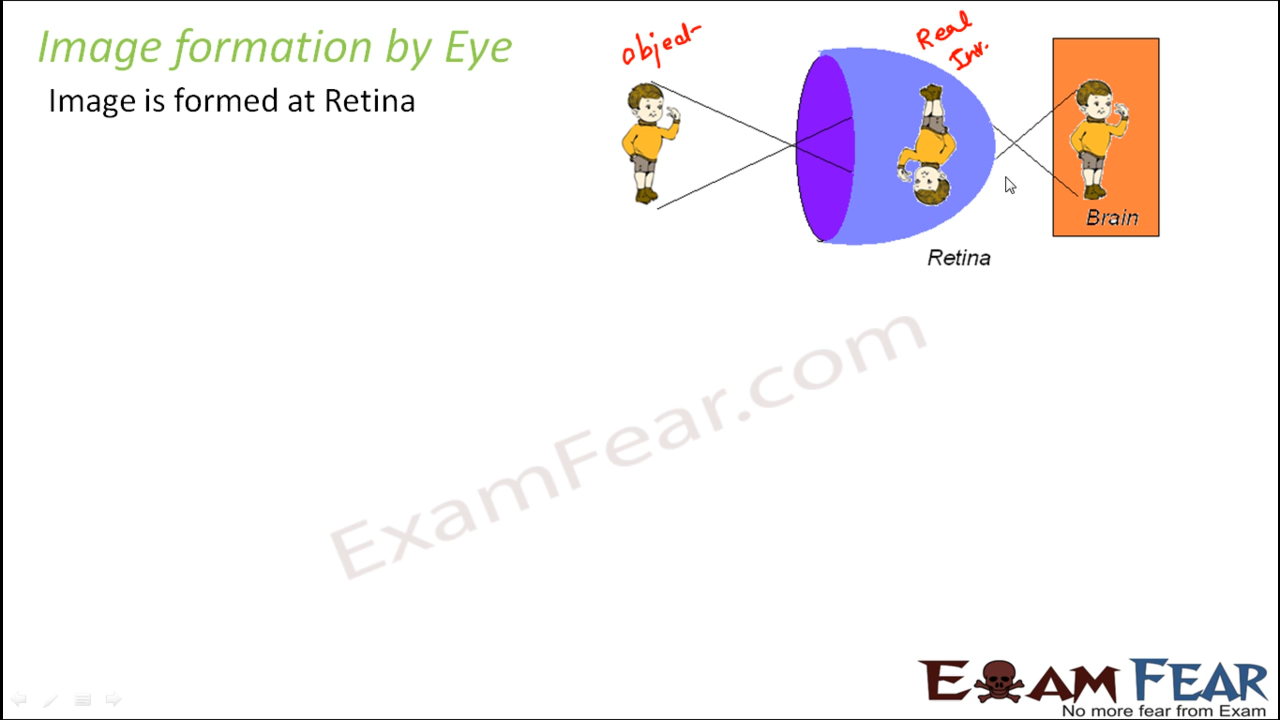 Image formation by Eye
Image is formed at Retina
Object
Real
Inv.
Brain
Retina
ExamFear.com
EXAM FEAR
No more fear from Exam